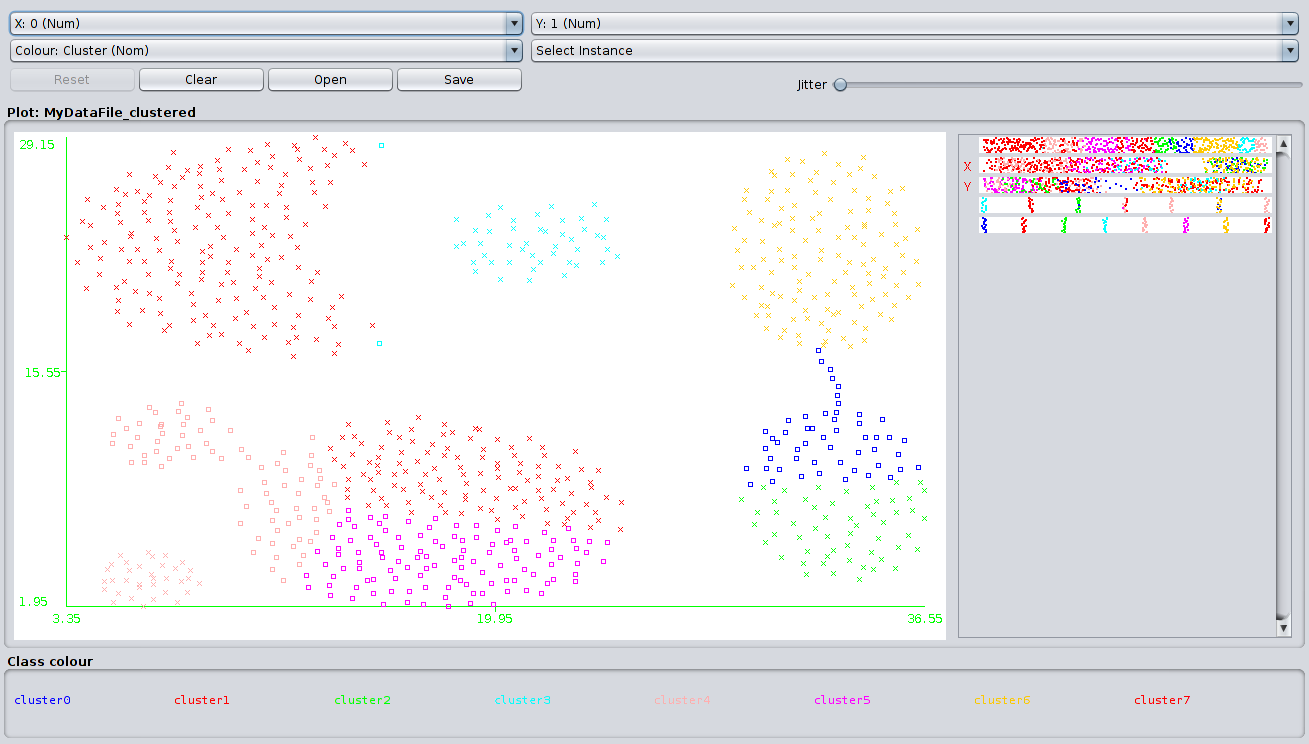 X: 0 (Num) Y: 1 (Num)
Colour: Cluster (Nom) Select Instance
Reset Clear Open Save Jitter
Plot: MyDataFile_clustered
29.15
X
Y
15.55
1.95
3.35 19.95 36.55
Class colour
cluster0 cluster1 cluster2 cluster3 cluster4 cluster5 cluster6 cluster7